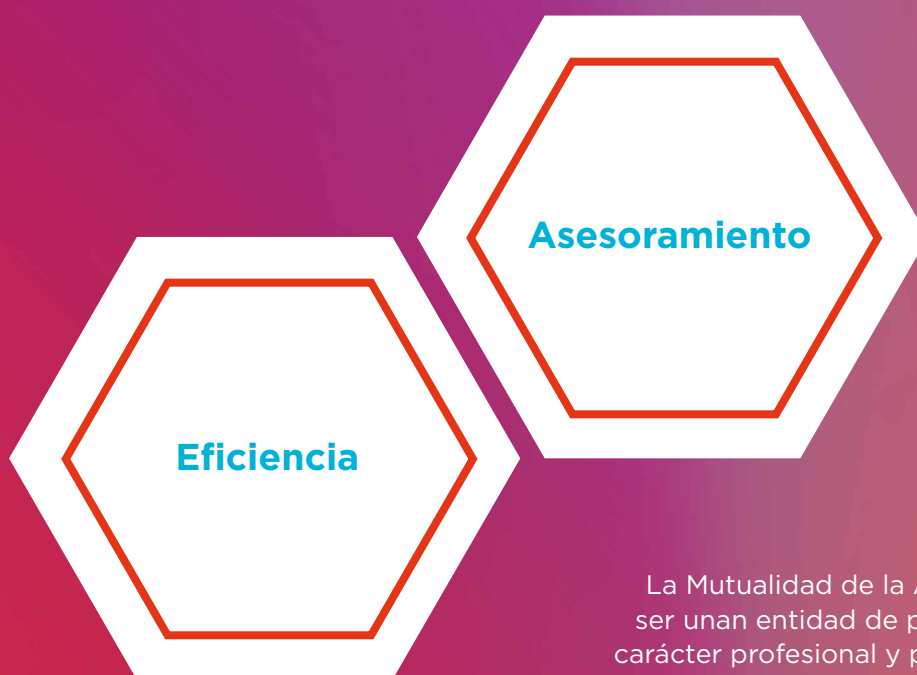 Asesoramiento
Eficiencia
La Mutualidad de la
ser unan entidad de
carácter profesional y